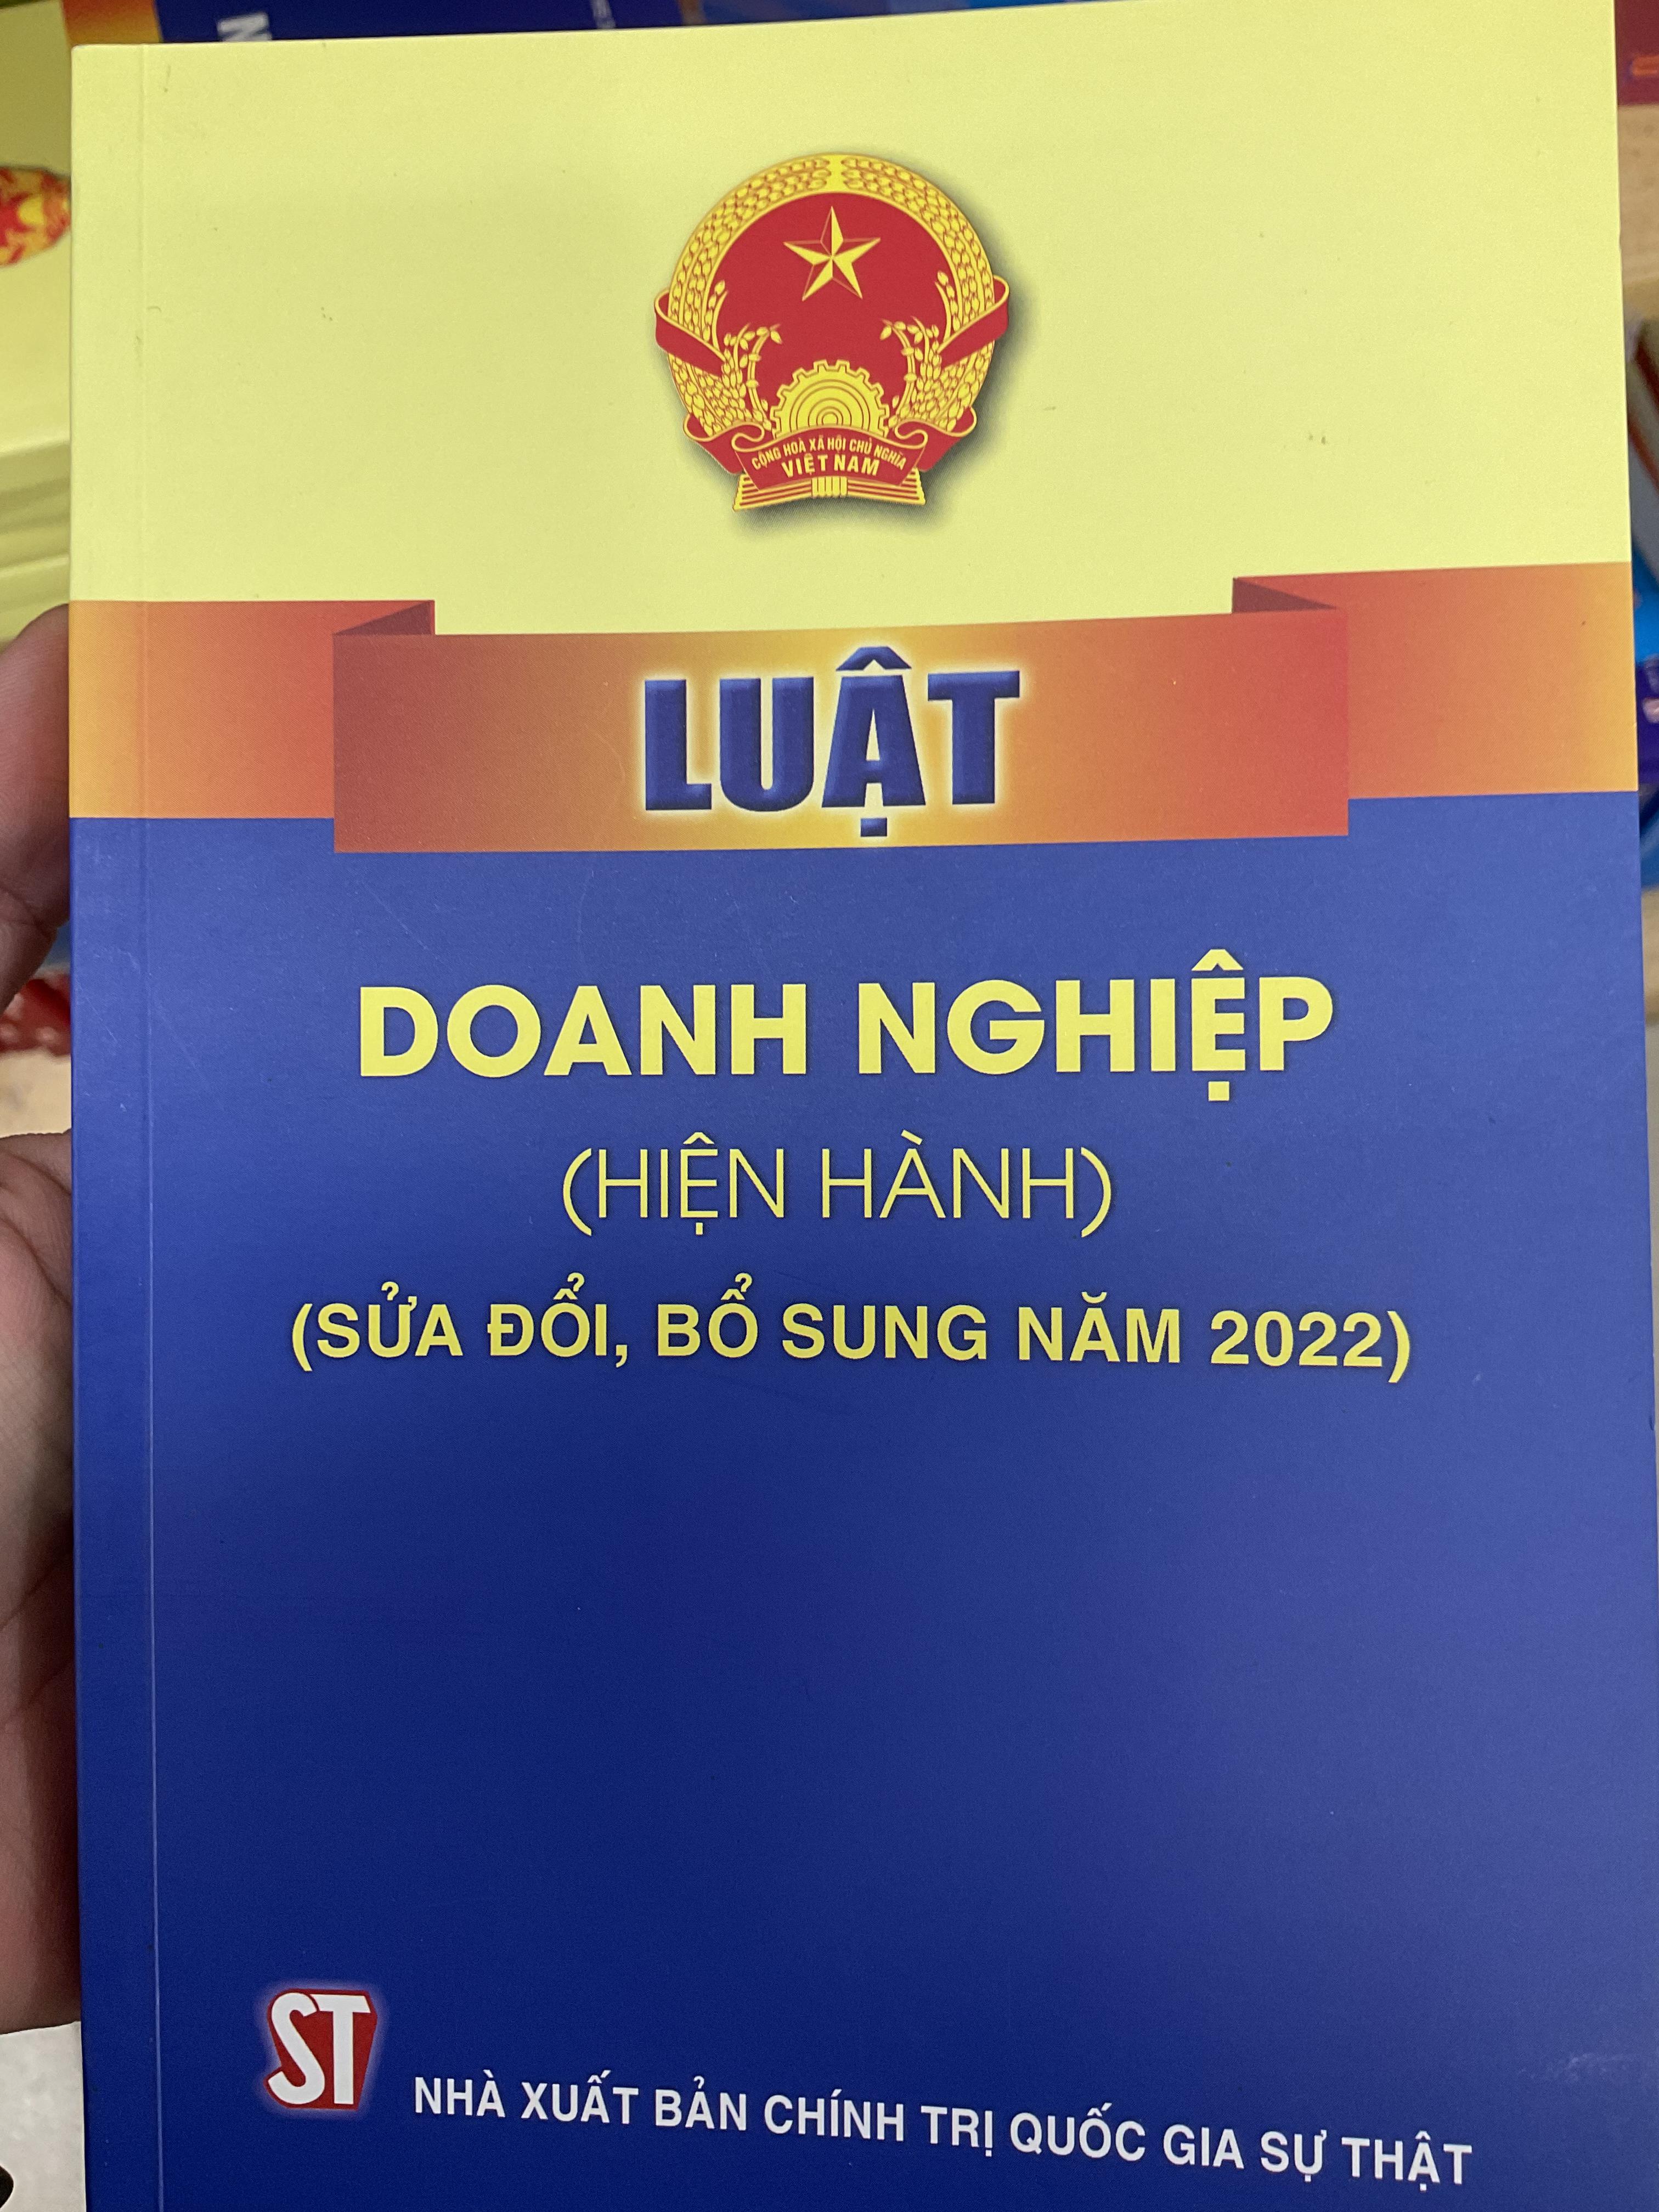 CỘNG HOÀ XÃ HỘI CHỦ NGHĨA
VIỆT NAM
LUẬT
DOANH NGHIỆP
(HIỆN HÀNH)
(SỬA ĐỔI, BỔ SUNG NĂM 2022)
ST
NHÀ XUẤT BẢN CHÍNH TRỊ QUỐC GIA SỰ THẬT